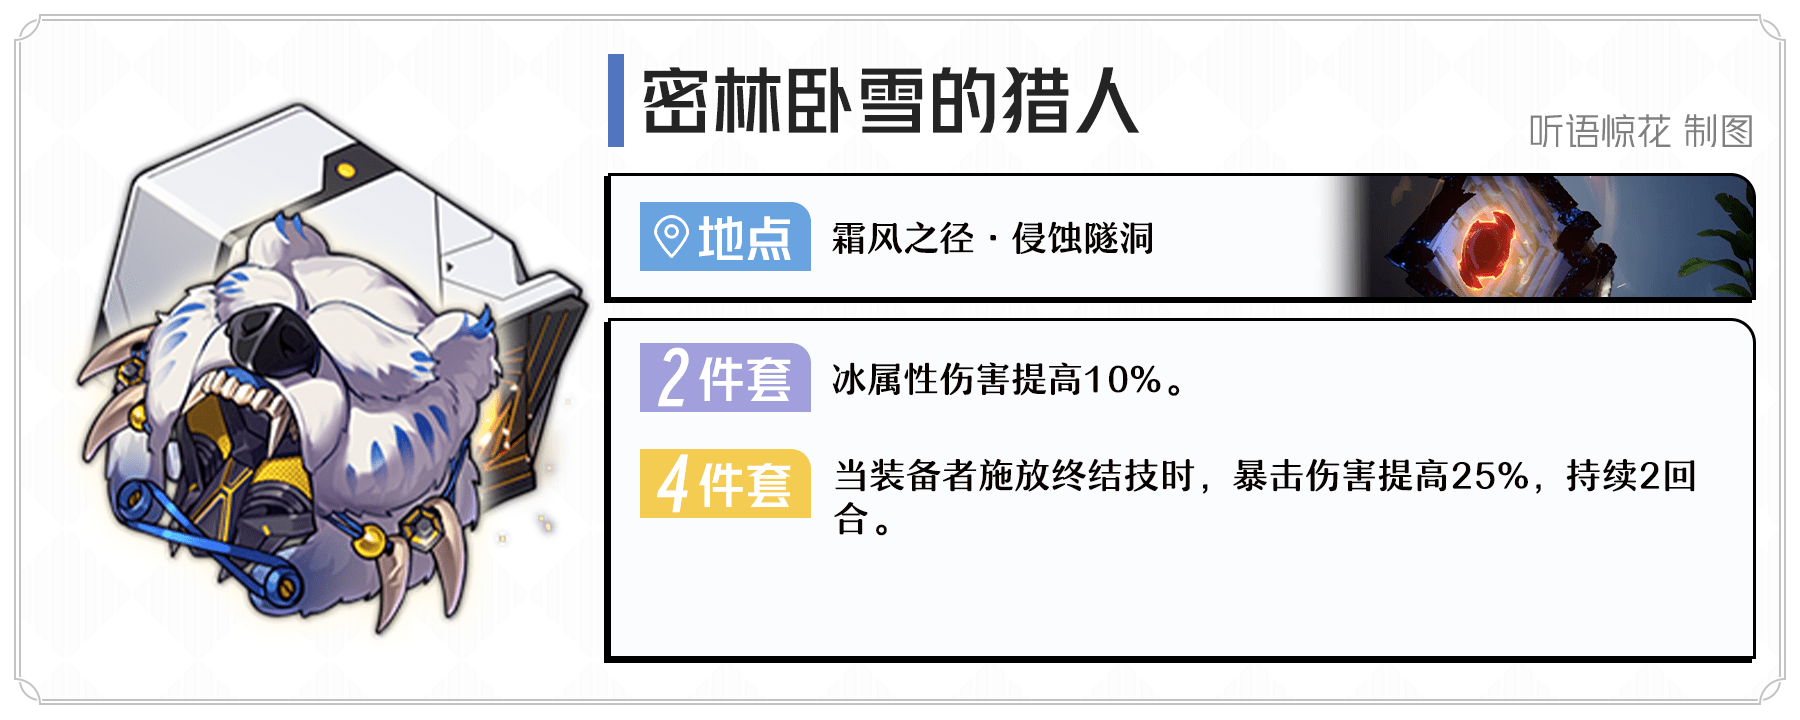 密林卧雪的猎人
听语惊花 制图
地点
霜风之径·侵蚀隧洞
2件套
冰属性伤害提高10%。
4件套
当装备者施放终结技时，暴击伤害提高25%，持续2回
合。